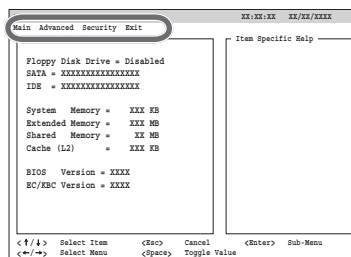 XX:XX:XX XX/XX/XXXX
Main Advanced Security Exit
Item Specific Help
Floppy Disk Drive = Disabled
SATA = XXXXXXXXXXXXXXXX
IDE = XXXXXXXXXXXXXXXX
System Memory = XXX KB
Extended Memory = XXX MB
Shared Memory = XX MB
Cache (L2) = XXX KB
BIOS Version = XXXX
EC/KBC Version = XXXX
<↑/↓> Select Item <Esc> Cancel <Enter> Sub-Menu
<←/→> Select Menu <Space> Toggle Value